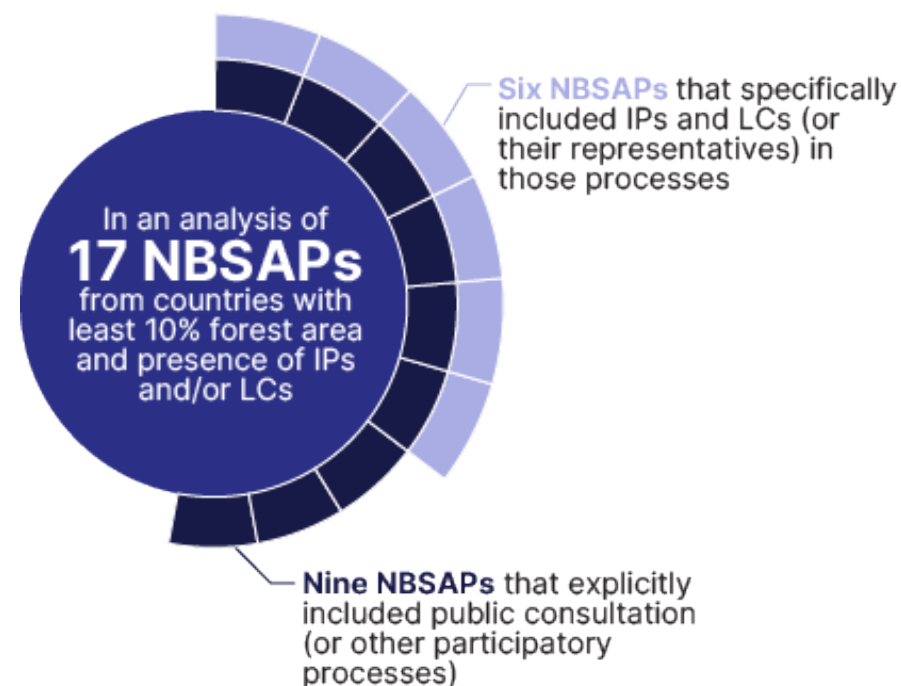 Six NBSAPs that specifically
included IPs and LCs (or
their representatives) in
those processes
In an analysis of
17 NBSAPs
from countries with
least 10% forest area
and presence of IPs
and/or LCs
Nine NBSAPs that explicitly
included public consultation
(or other participatory
processes)